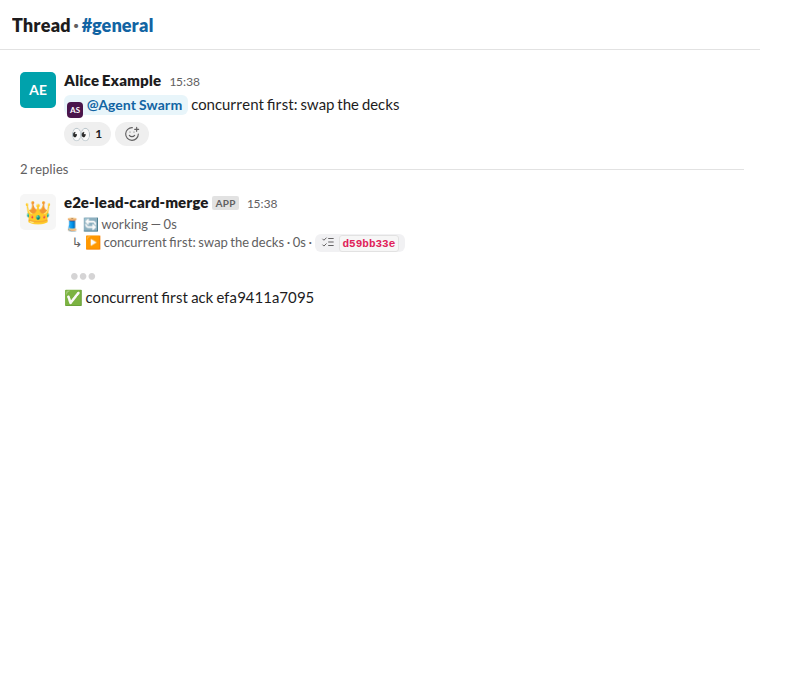 Thread • #general
AE
Alice Example 15:38
AS @Agent Swarm concurrent first: swap the decks
👀 1
2 replies
e2e-lead-card-merge APP 15:38
🧵 🔄 working — 0s
↳ ▶️ concurrent first: swap the decks · 0s · d59bb33e
✅ concurrent first ack efa9411a7095